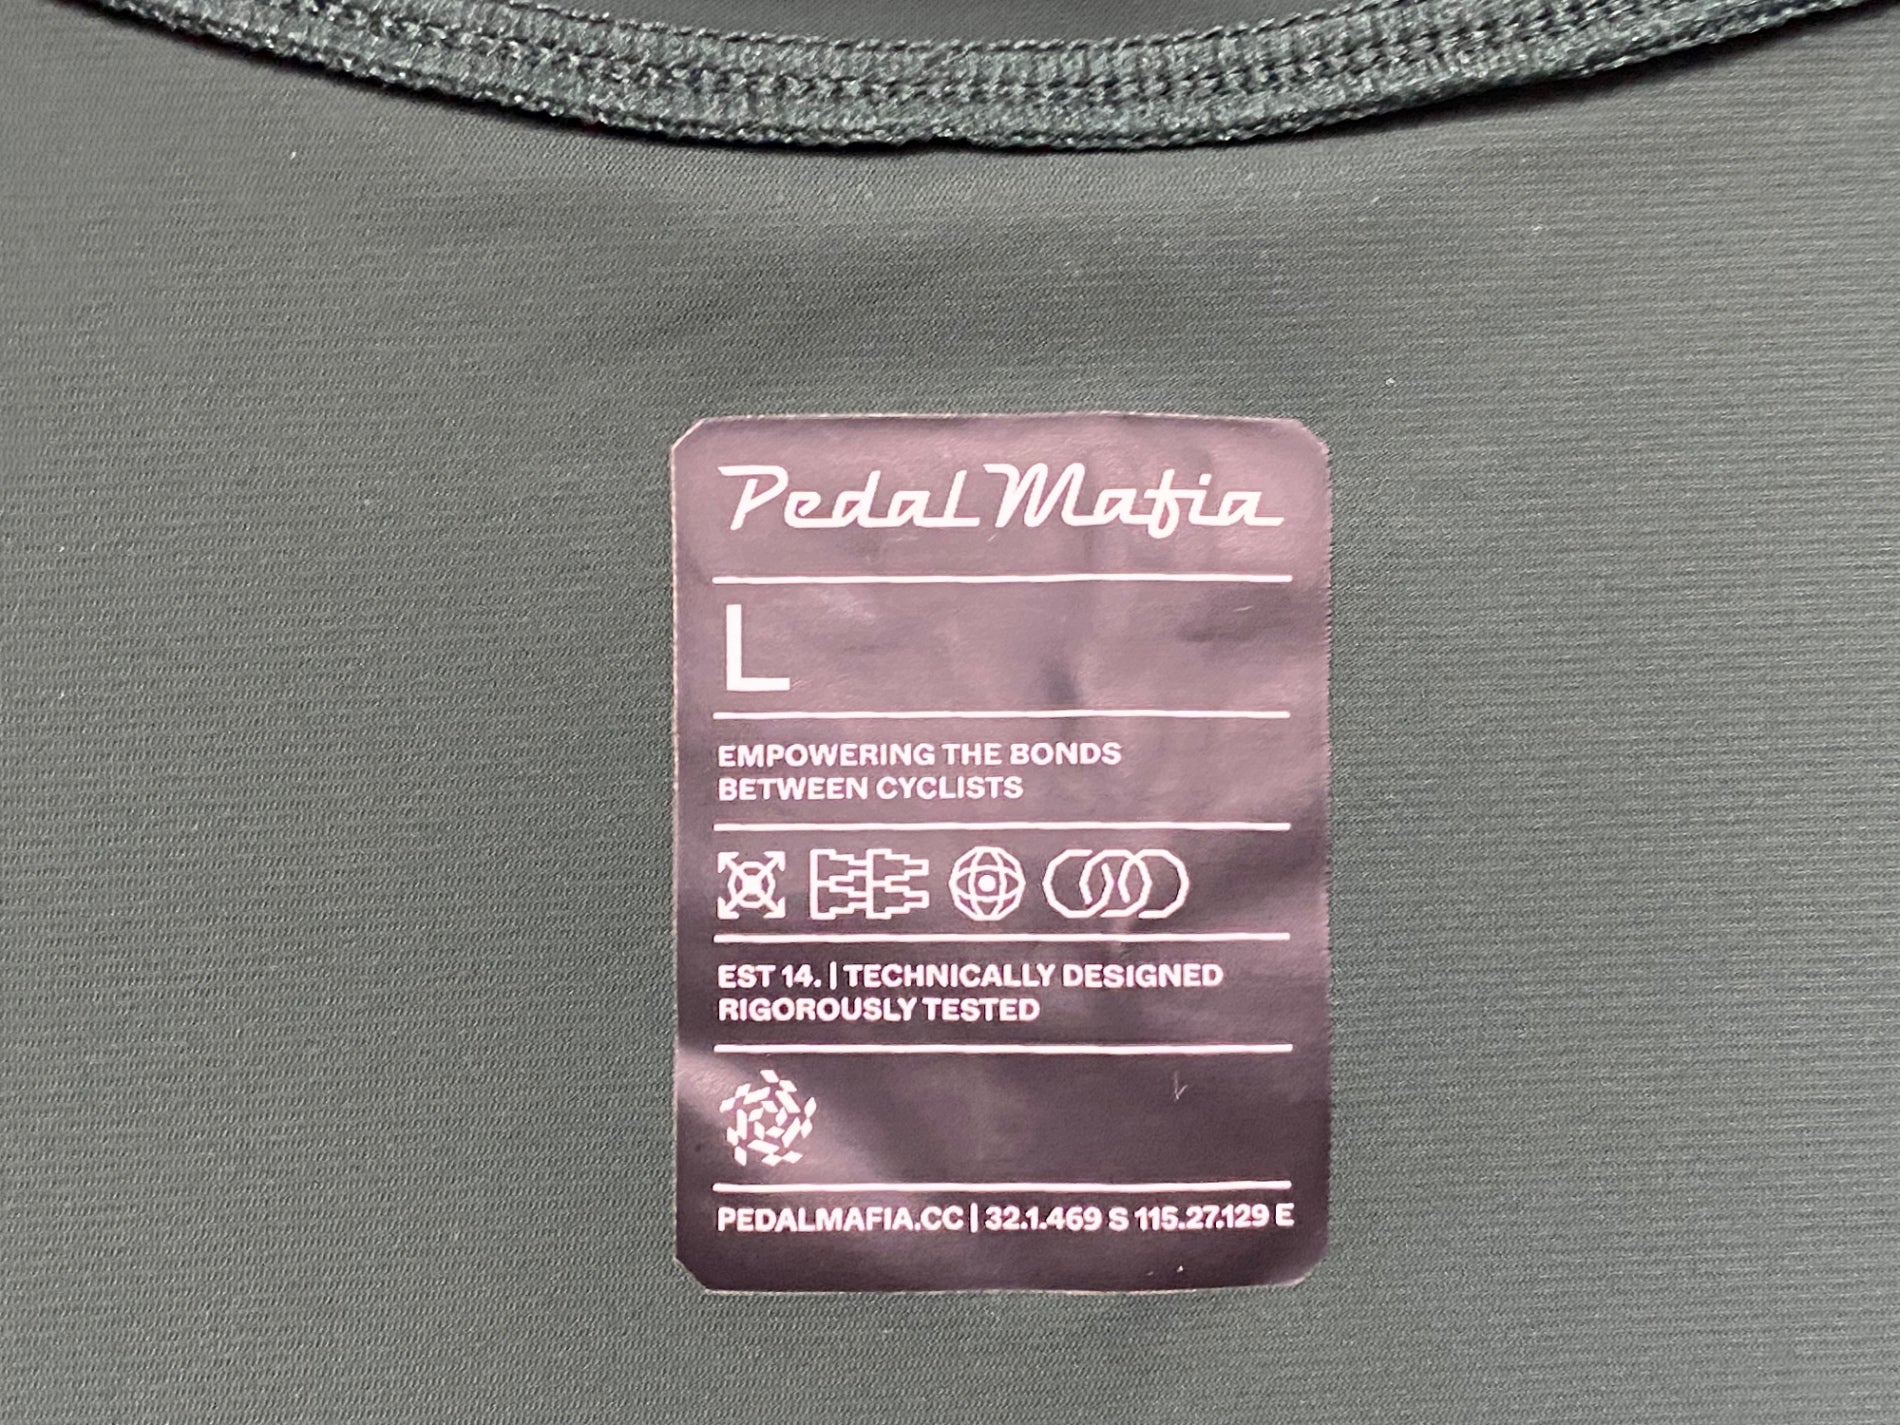 Pedal Mafia
L
EMPOWERING THE BONDS
BETWEEN CYCLISTS
EST 14. | TECHNICALLY DESIGNED
RIGOROUSLY TESTED
PEDALMAFIA.CC | 32.1.469 S 115.27.129 E